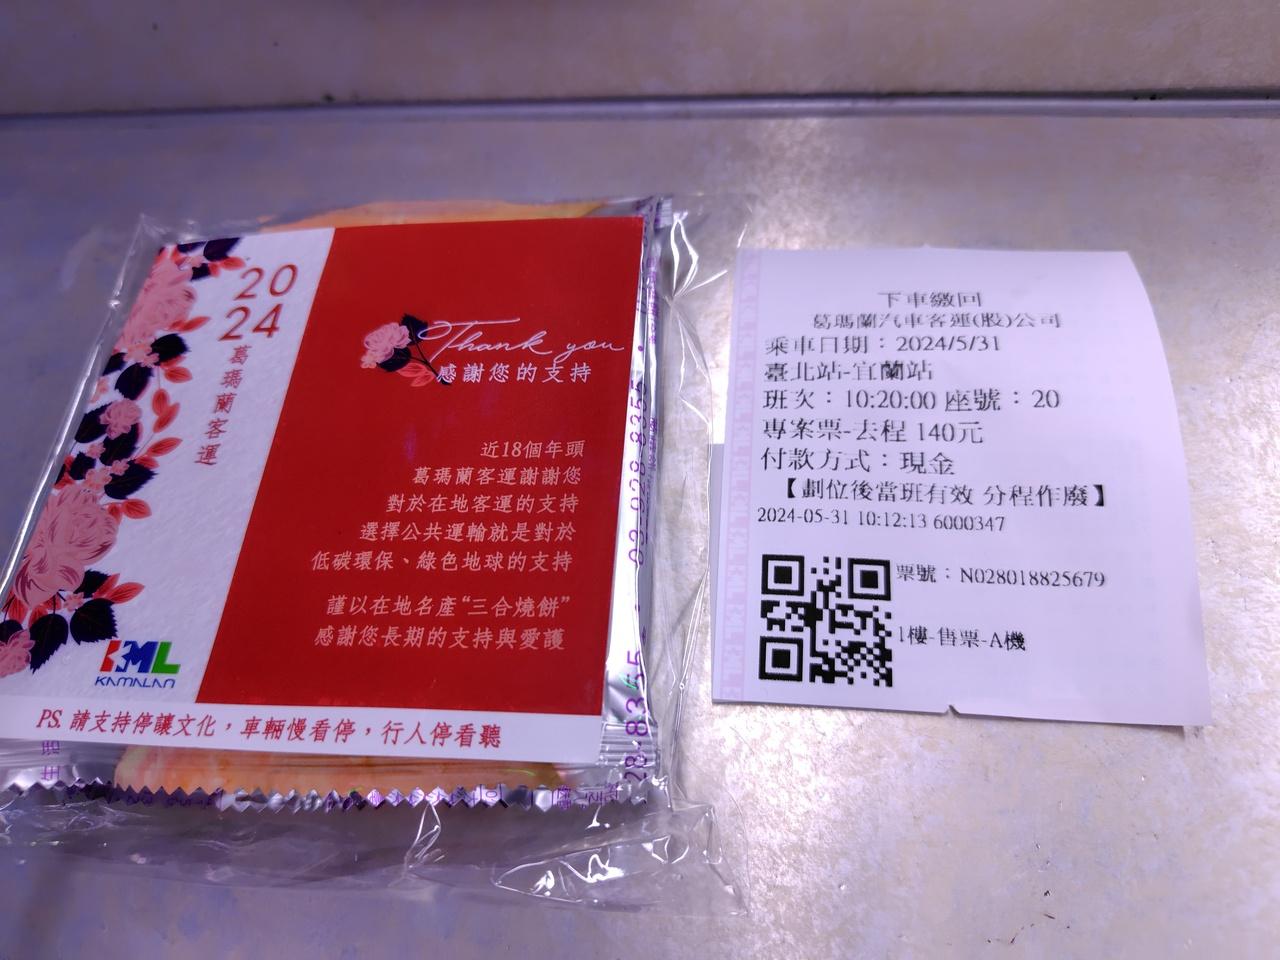 20
24
葛瑪蘭客運
Thank you
感謝您的支持
近18個年頭
葛瑪蘭客運謝謝您
對於在地客運的支持
選擇公共運輸就是對於
低碳環保、綠色地球的支持
謹以在地名產“三合燒餅”
感謝您長期的支持與愛護
KML
KAMALAN
PS. 請支持停讓文化，車輛慢看停，行人停看聽
03-928-8355
下車繳回
葛瑪蘭汽車客運(股)公司
乘車日期：2024/5/31
臺北站-宜蘭站
班次：10:20:00 座號：20
專案票-去程 140元
付款方式：現金
【劃位後當班有效 分程作廢】
2024-05-31 10:12:13 6000347
票號：N028018825679
1樓-售票-A機